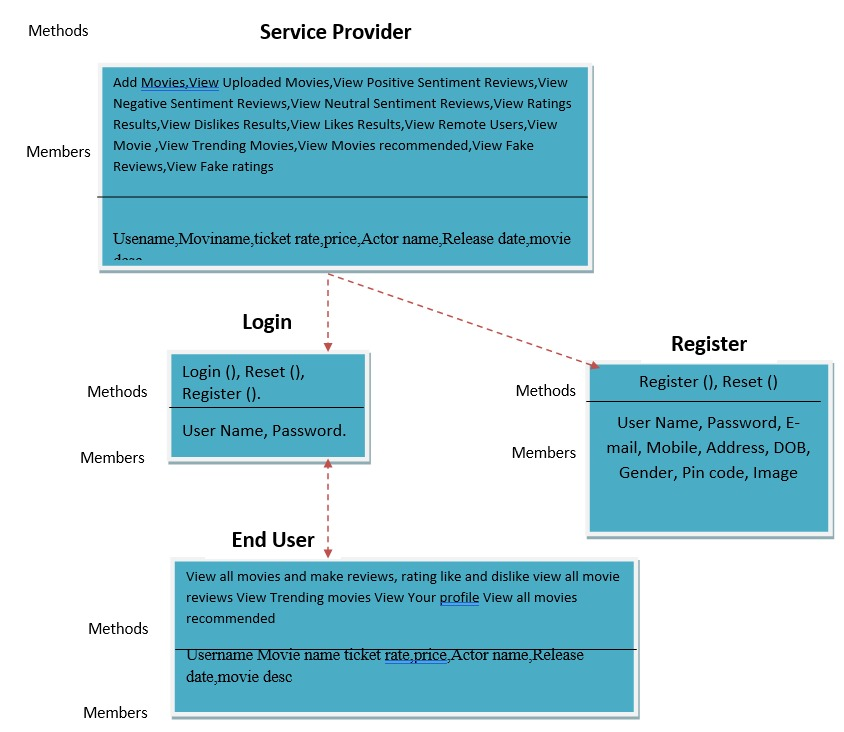 Methods
Service Provider
Add Movies,View Uploaded Movies,View Positive Sentiment Reviews,View
Negative Sentiment Reviews,View Neutral Sentiment Reviews,View Ratings
Results,View Dislikes Results,View Likes Results,View Remote Users,View
Movie ,View Trending Movies,View Movies recommended,View Fake
Reviews,View Fake ratings
Members
Usename,Moviname,ticket rate,price,Actor name,Release date,movie
desc
Login
Login (), Reset (),
Register ().
Methods
User Name, Password.
Members
Register
Register (), Reset ()
Methods
User Name, Password, E-
mail, Mobile, Address, DOB,
Gender, Pin code, Image
Members
End User
View all movies and make reviews, rating like and dislike view all movie
reviews View Trending movies View Your profile View all movies
recommended
Methods
Username Movie name ticket rate,price,Actor name,Release
date,movie desc
Members